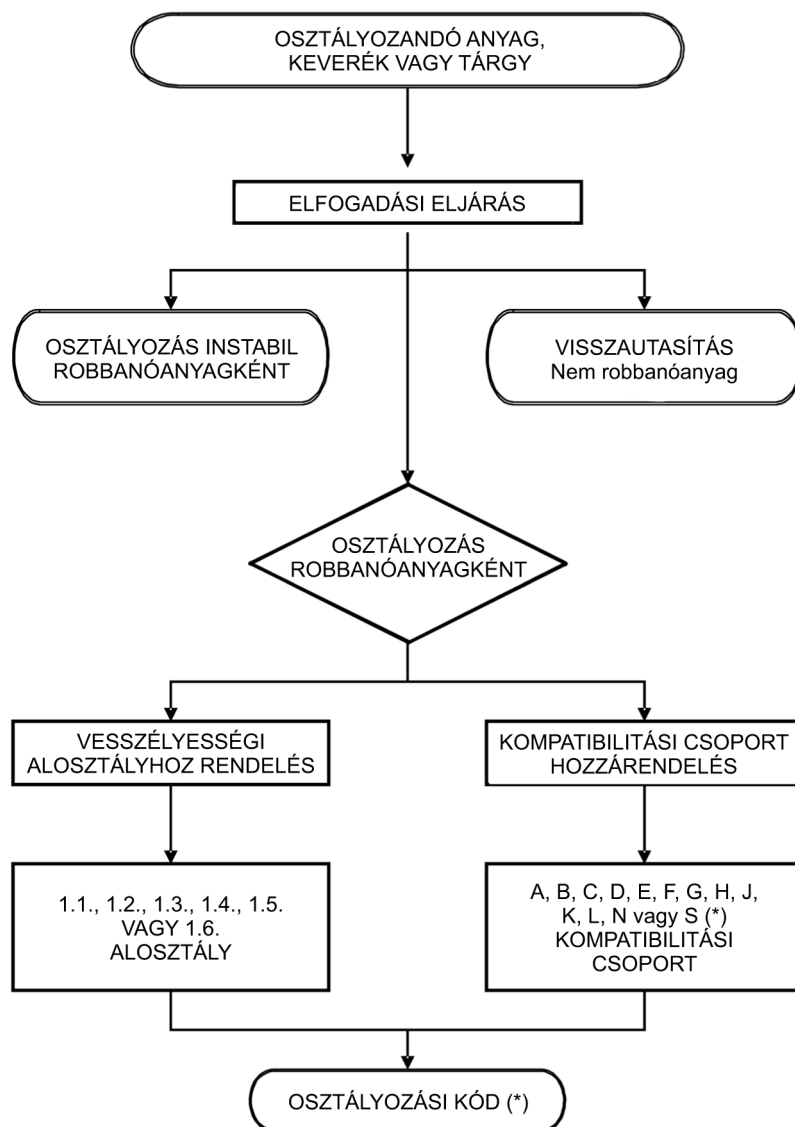 OSZTÁLYOZANDÓ ANYAG,
KEVERÉK VAGY TÁRGY
ELFOGADÁSI ELJÁRÁS
OSZTÁLYOZÁS INSTABIL
ROBBANÓANYAGKÉNT
VISSZAUTASÍTÁS
Nem robbanóanyag
OSZTÁLYOZÁS
ROBBANÓANYAGKÉNT
VESSZÉLYESSÉGI
ALOSZTÁLYHOZ RENDELÉS
KOMPATIBILITÁSI CSOPORT
HOZZÁRENDELÉS
1.1., 1.2., 1.3., 1.4., 1.5.
VAGY 1.6.
ALOSZTÁLY
A, B, C, D, E, F, G, H, J,
K, L, N vagy S (*)
KOMPATIBILITÁSI
CSOPORT
OSZTÁLYOZÁSI KÓD (*)